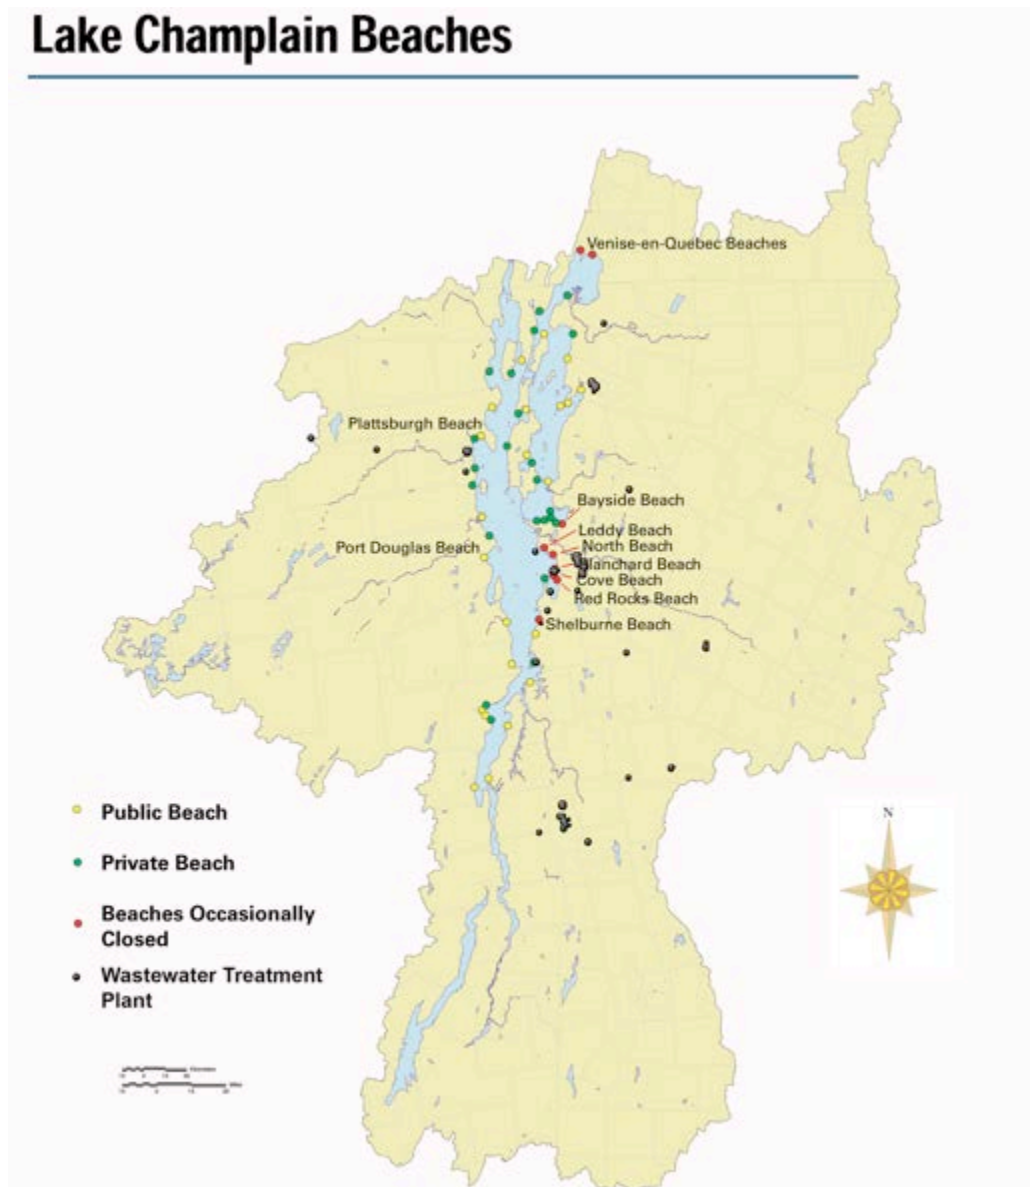 Lake Champlain Beaches
Venise-en-Quebec Beaches
Plattsburgh Beach
Bayside Beach
Leddy Beach
North Beach
Port Douglas Beach
Blanchard Beach
Cove Beach
Red Rocks Beach
Shelburne Beach
Public Beach
Private Beach
Beaches Occasionally
Closed
Wastewater Treatment
Plant
N